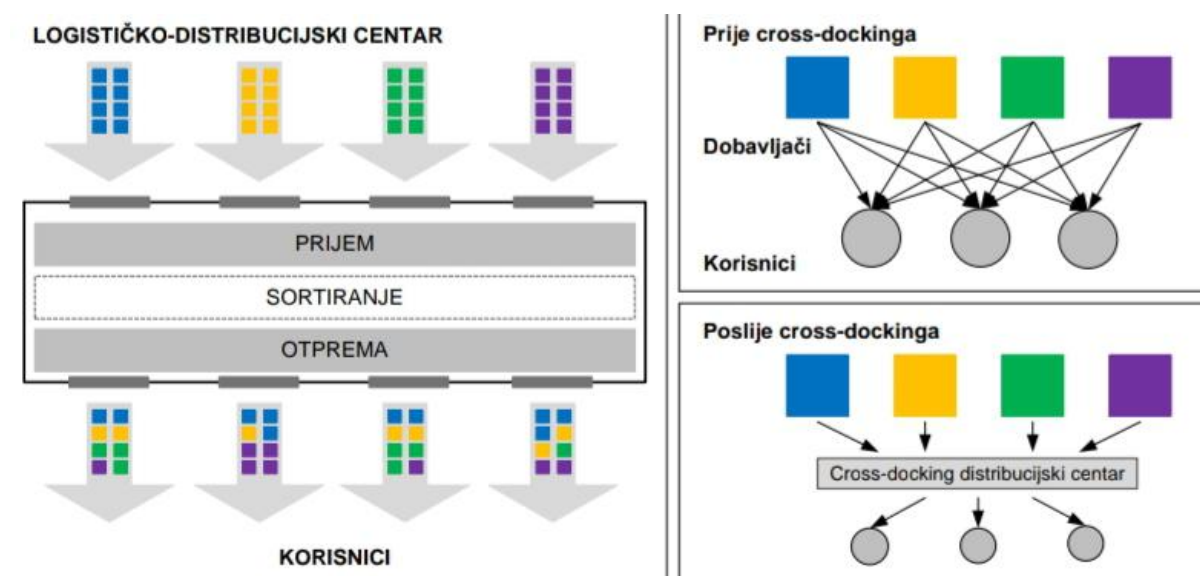 LOGISTIČKO-DISTRIBUCIJSKI CENTAR
PRIJEM
SORTIRANJE
OTPREMA
KORISNICI
Prije cross-dockinga
Dobavljači
Korisnici
Poslije cross-dockinga
Cross-docking distribucijski centar